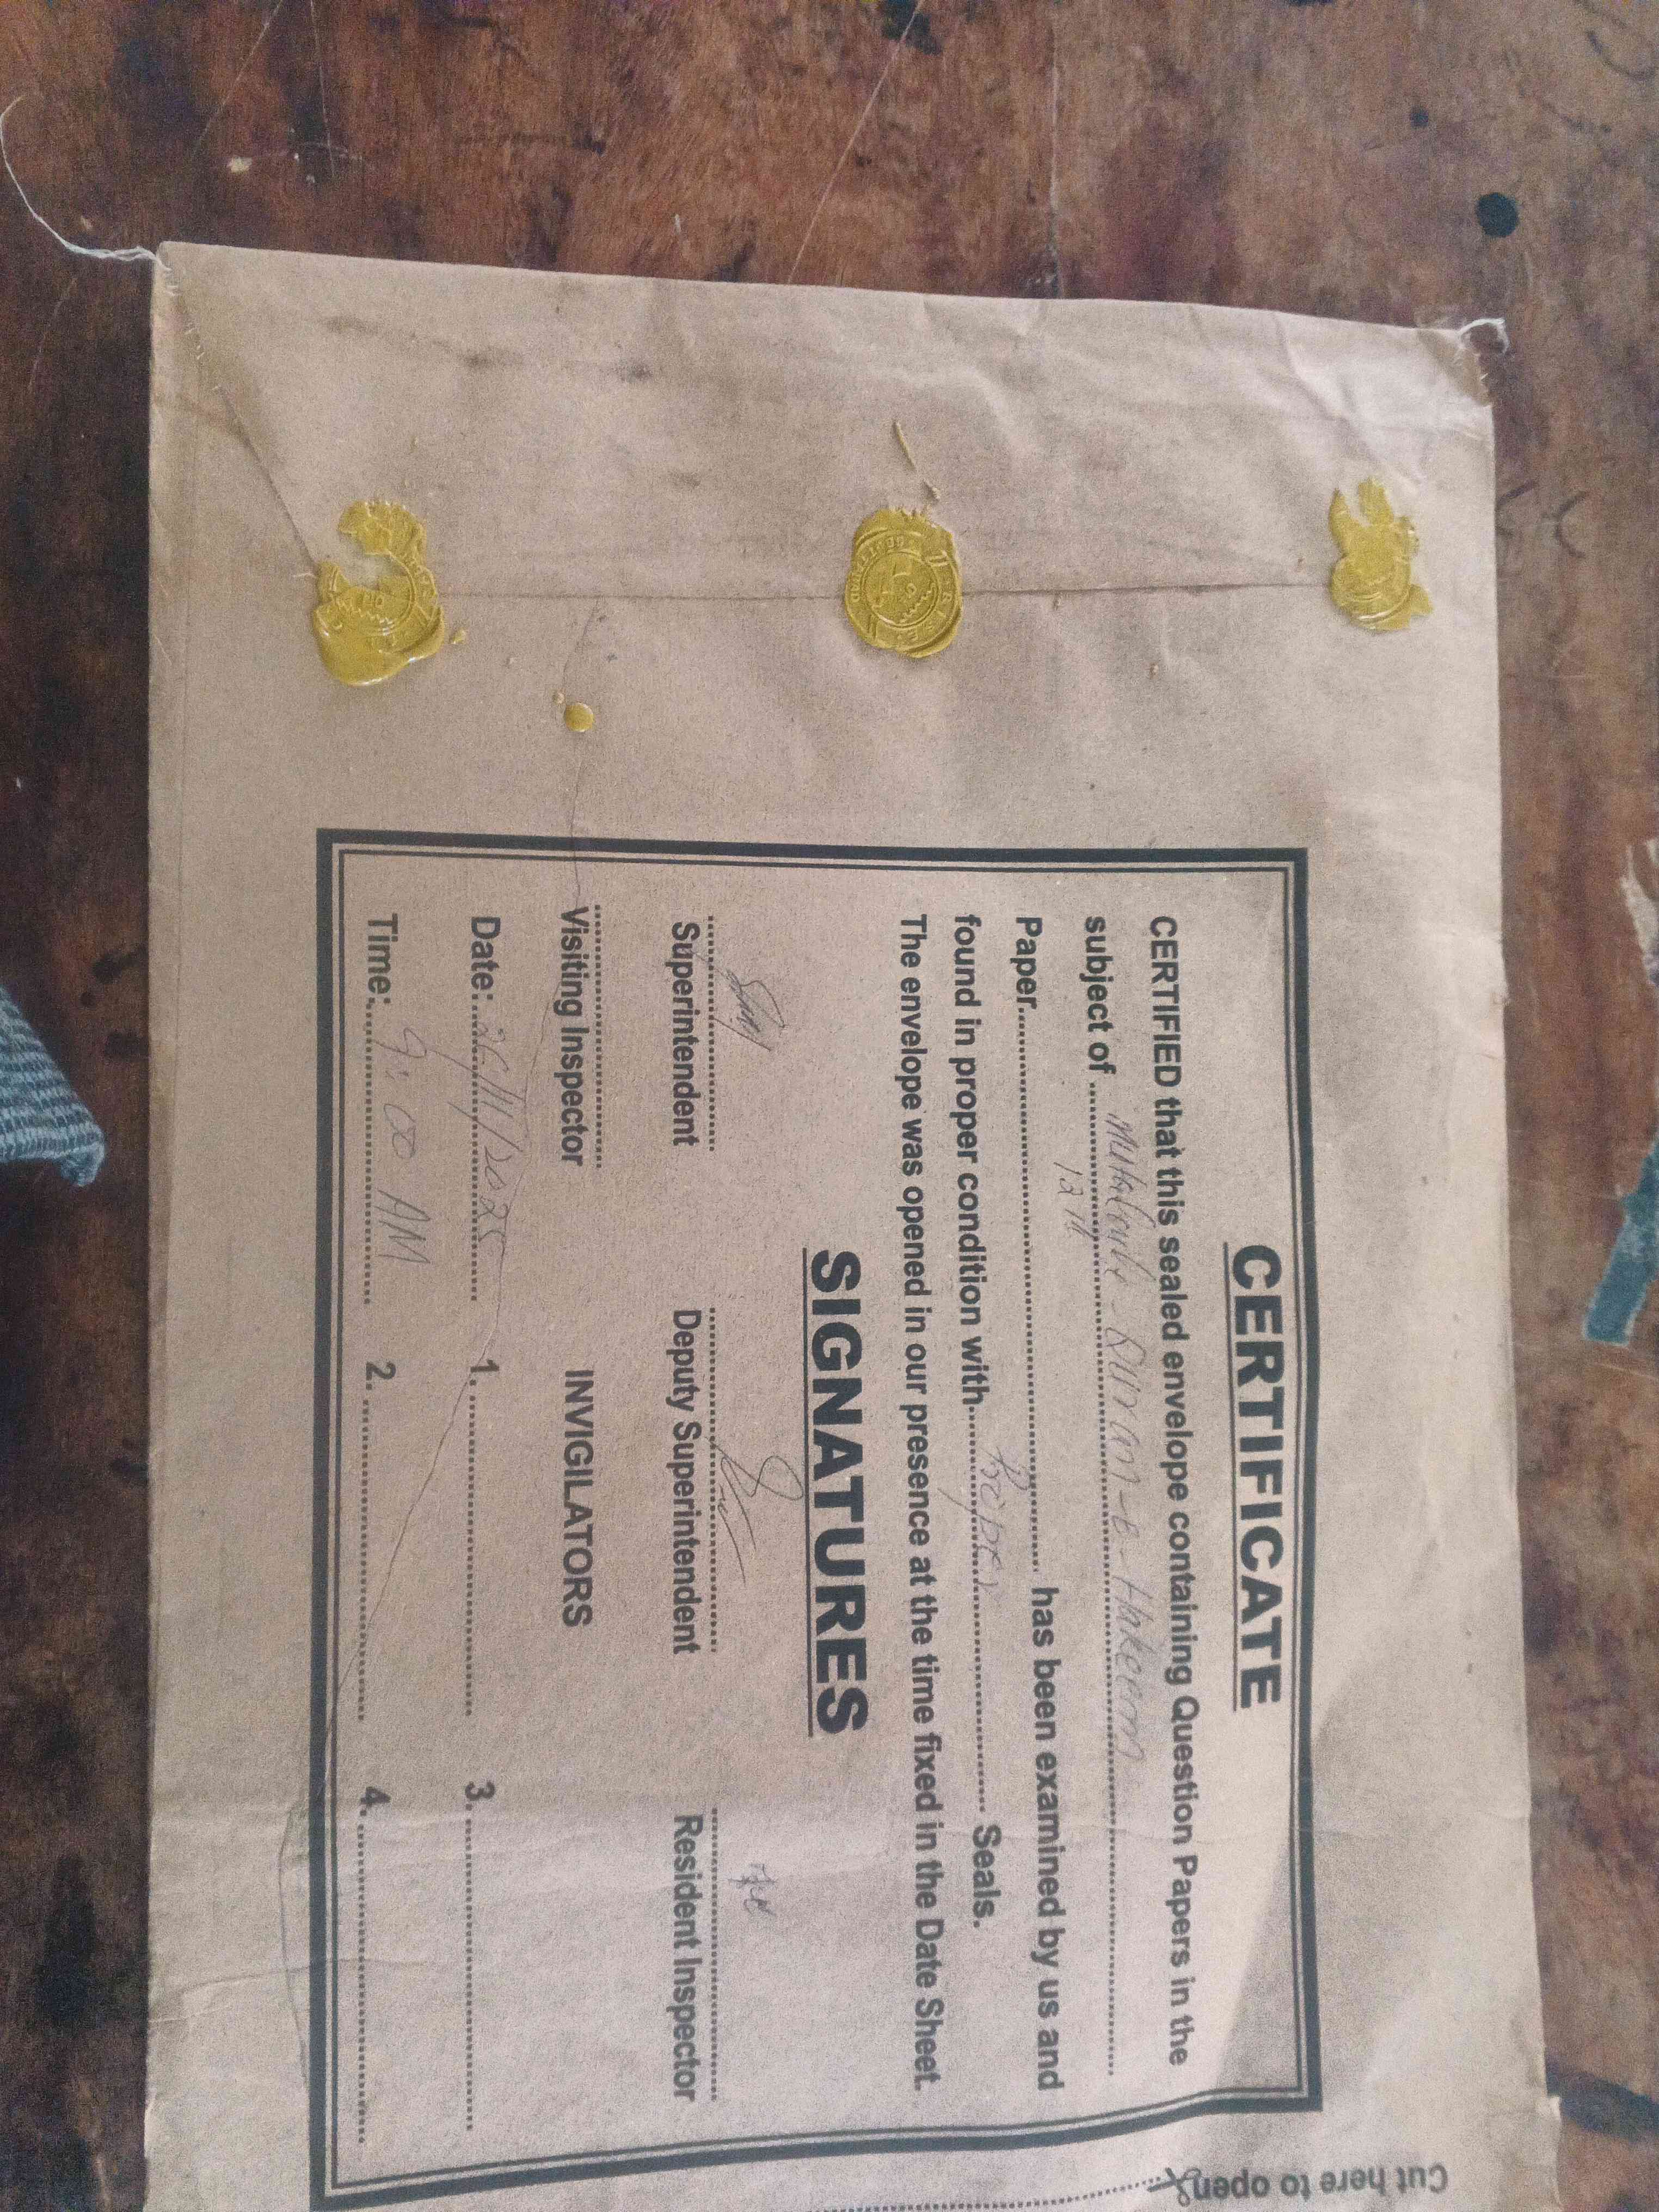 CERTIFICATE
CERTIFIED that this sealed envelope containing Question Papers in the
subject of ........ Quran-e-Hakeem ........
12th
Paper........ has been examined by us and
found in proper condition with........ Proper ........ Seals.
The envelope was opened in our presence at the time fixed in the Date Sheet.
SIGNATURES
Superintendent Deputy Superintendent Resident Inspector
Visiting Inspector INVIGILATORS
Date: 26/11/2025 1. ........ 3. ........
Time: 9:00 AM 2. ........ 4. ........
Cut here to open